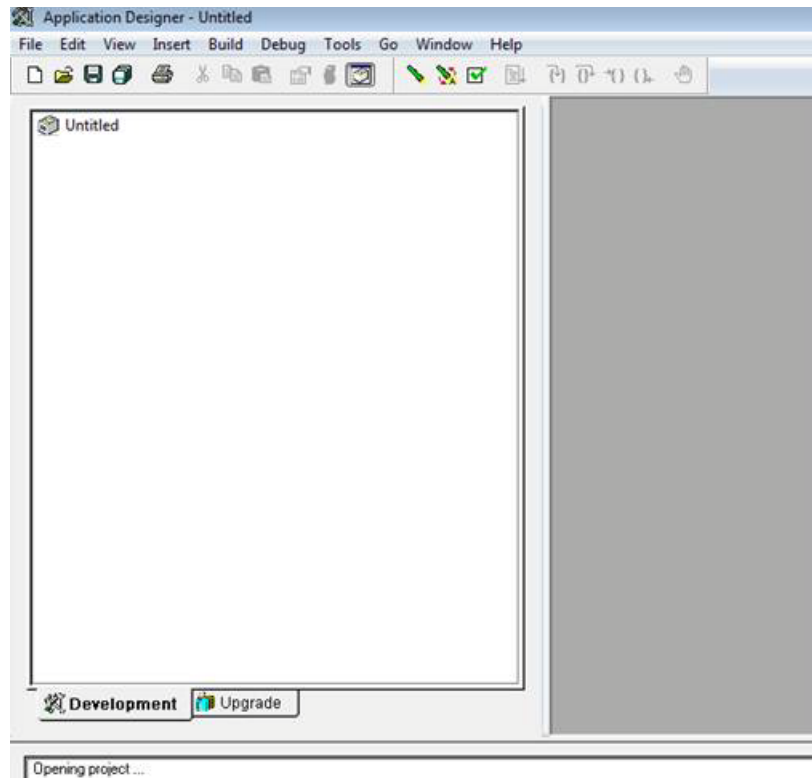 Application Designer - Untitled
File Edit View Insert Build Debug Tools Go Window Help
Untitled
Development Upgrade
Opening project ...